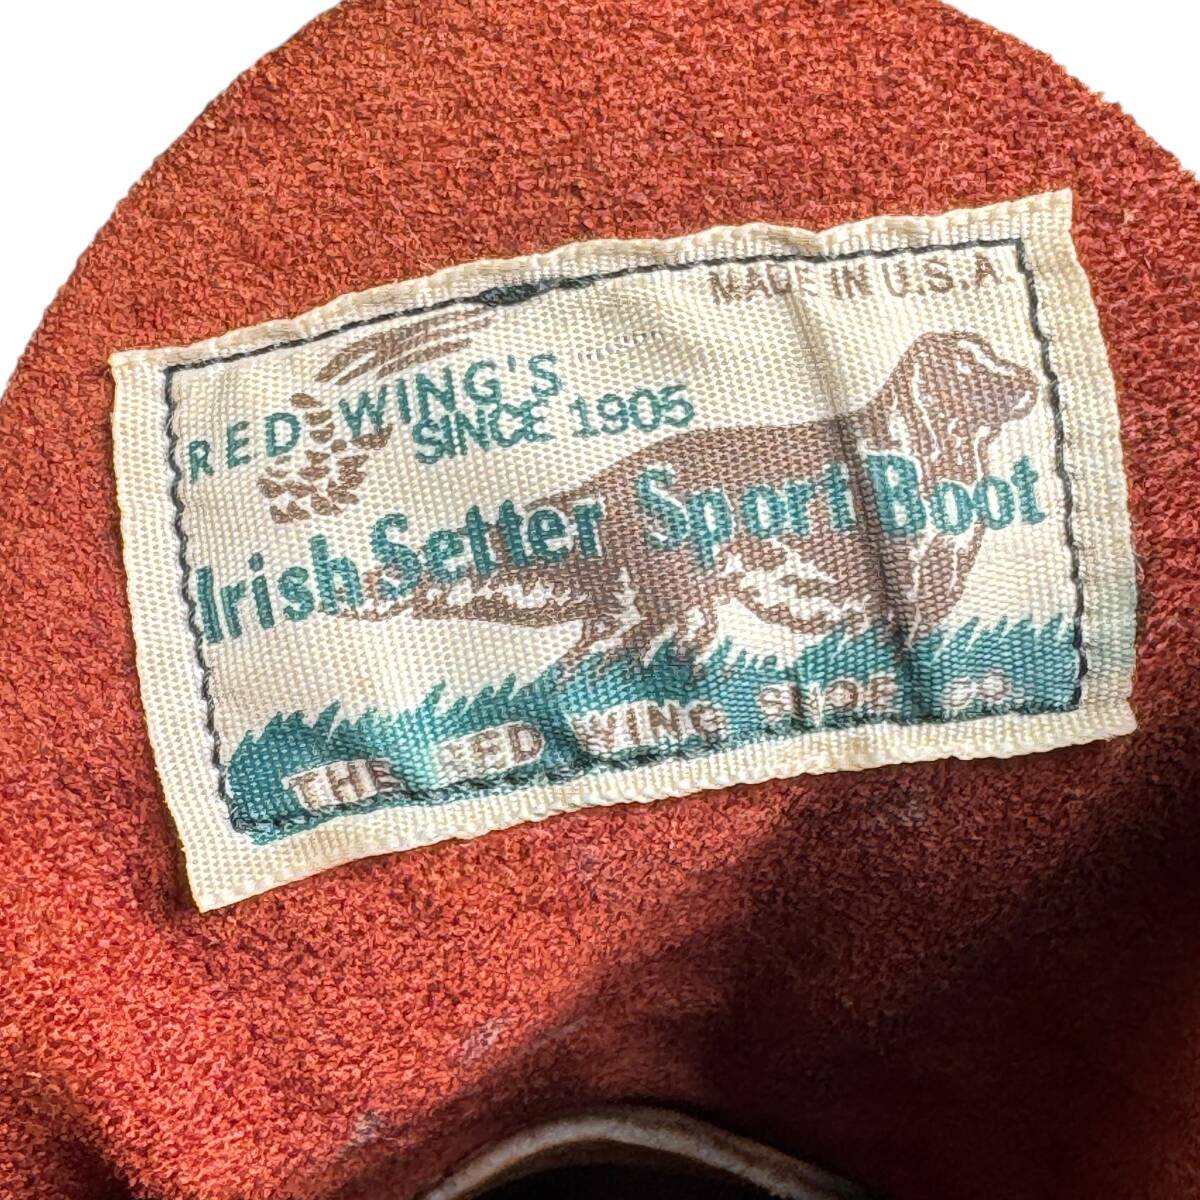 MADE IN U.S.A.
RED WING'S
SINCE 1905
Irish Setter Sport Boot
THE RED WING SHOE CO.